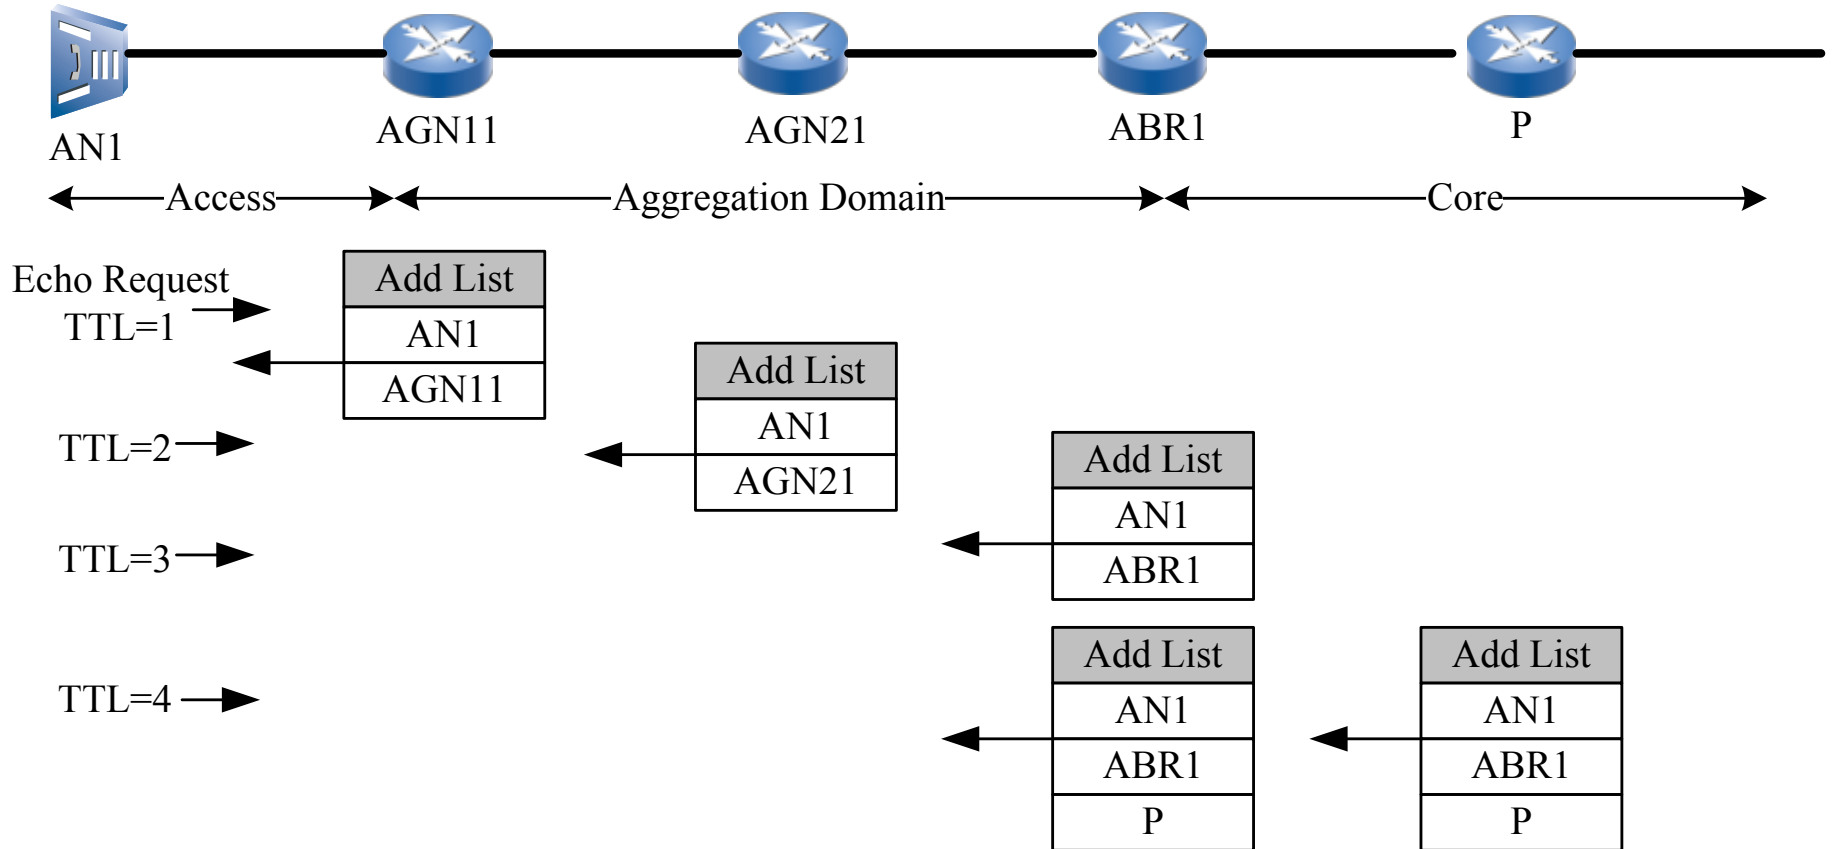 AN1
AGN11
AGN21
ABR1
P
Access
Aggregation Domain
Core
Echo Request
TTL=1
Add List
AN1
AGN11
TTL=2
Add List
AN1
AGN21
TTL=3
Add List
AN1
ABR1
TTL=4
Add List
AN1
ABR1
P
Add List
AN1
ABR1
P